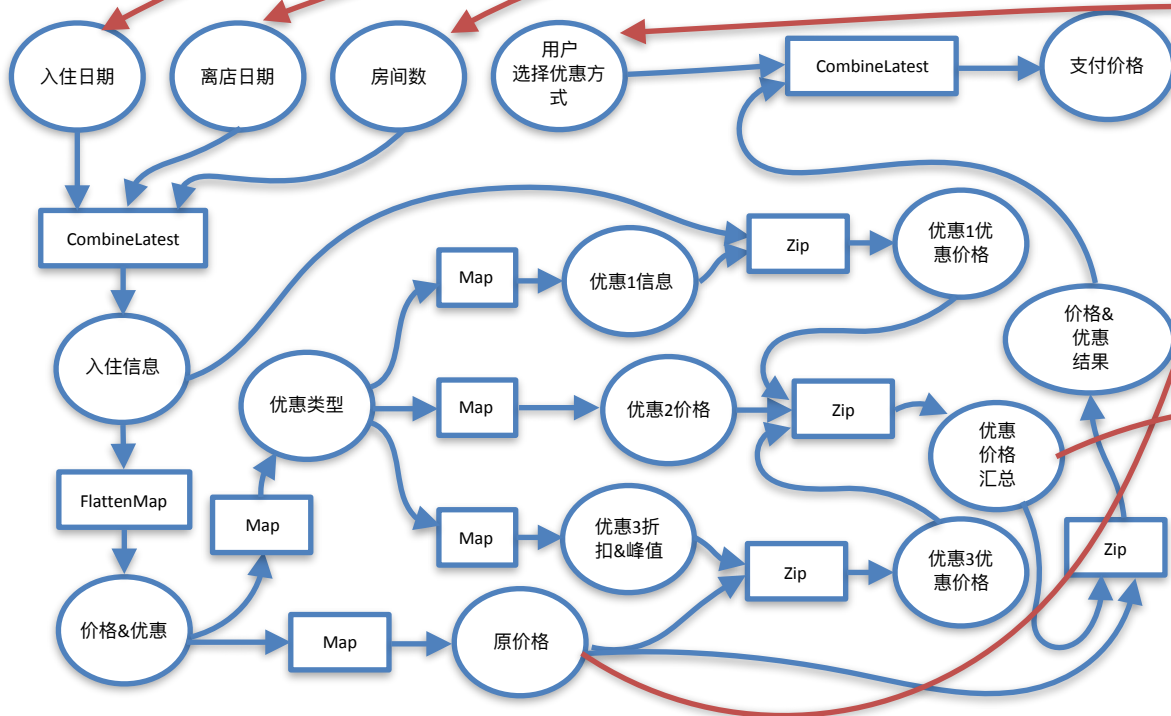 入住日期
离店日期
房间数
用户
选择优惠方
式
CombineLatest
支付价格
CombineLatest
Map
优惠1信息
Zip
优惠1优
惠价格
入住信息
优惠类型
Map
优惠2价格
Zip
价格&
优惠
结果
优惠
价格
汇总
FlattenMap
Map
Map
优惠3折
扣&峰值
Zip
优惠3优
惠价格
Zip
价格&优惠
Map
原价格